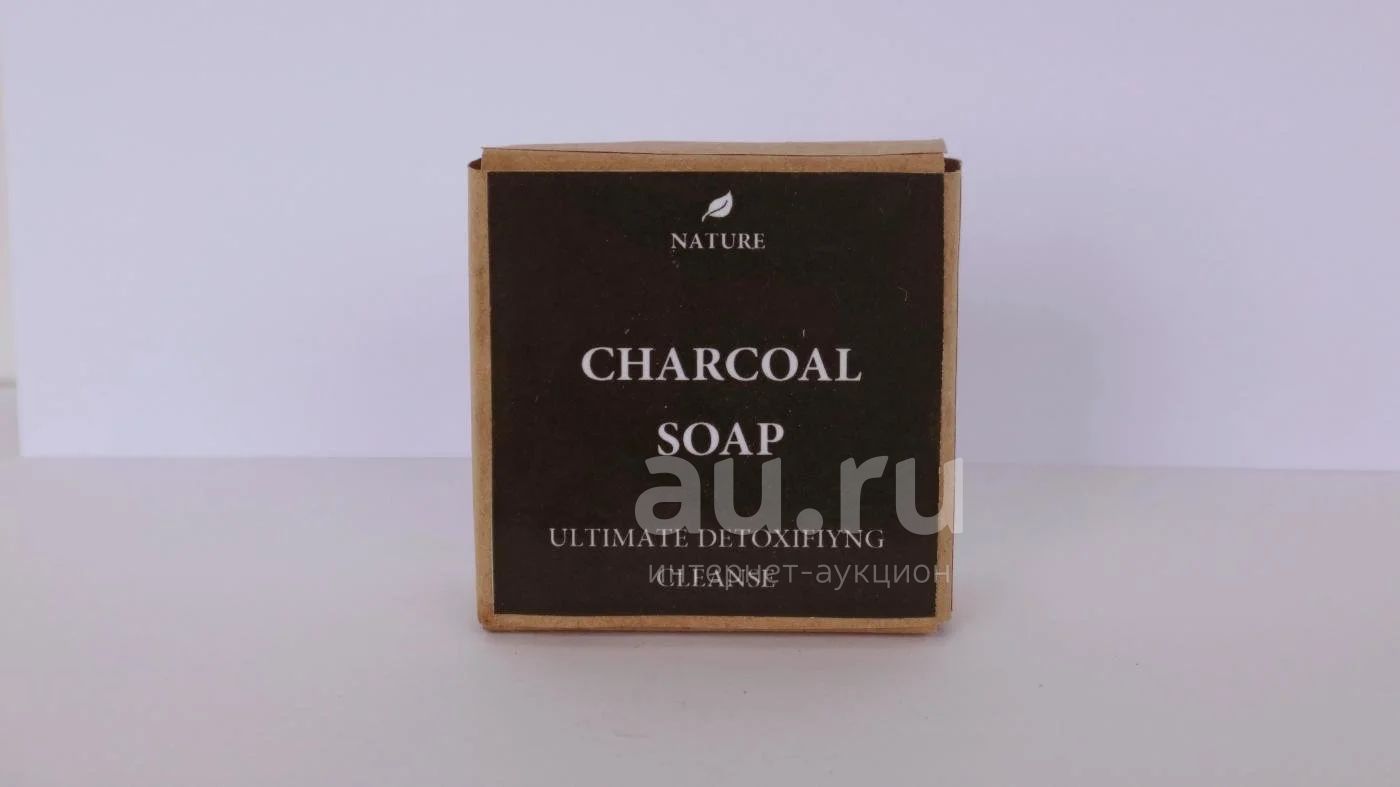 NATURE
CHARCOAL
SOAP
au.ru
ULTIMATE DETOXIFIYNG
интернет-аукцион
CLEANSE